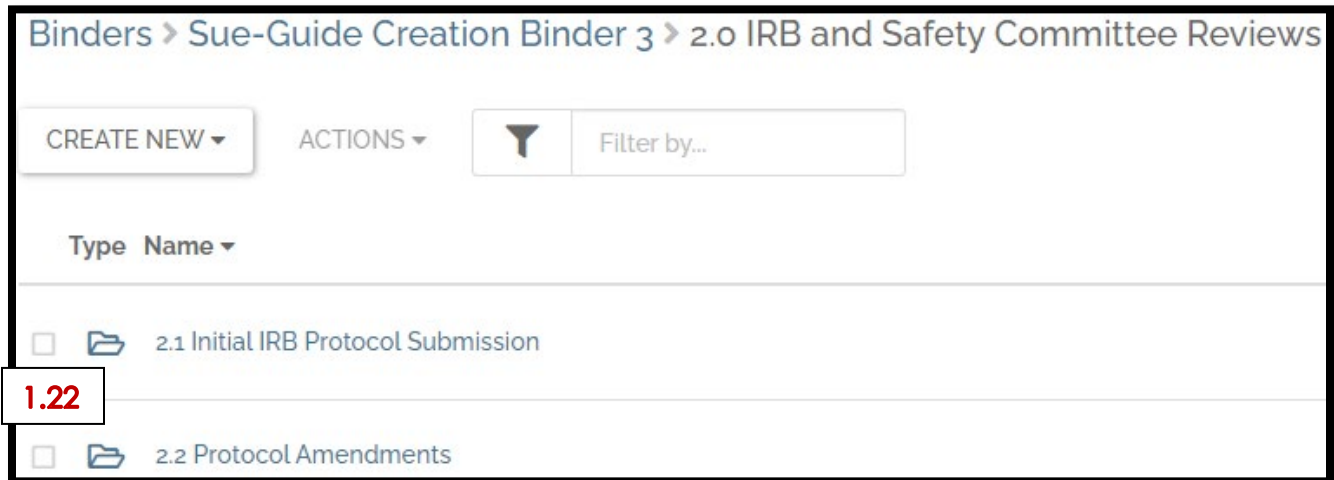 Binders > Sue-Guide Creation Binder 3 > 2.0 IRB and Safety Committee Reviews
CREATE NEW ACTIONS Filter by...
Type Name
2.1 Initial IRB Protocol Submission
1.22
2.2 Protocol Amendments